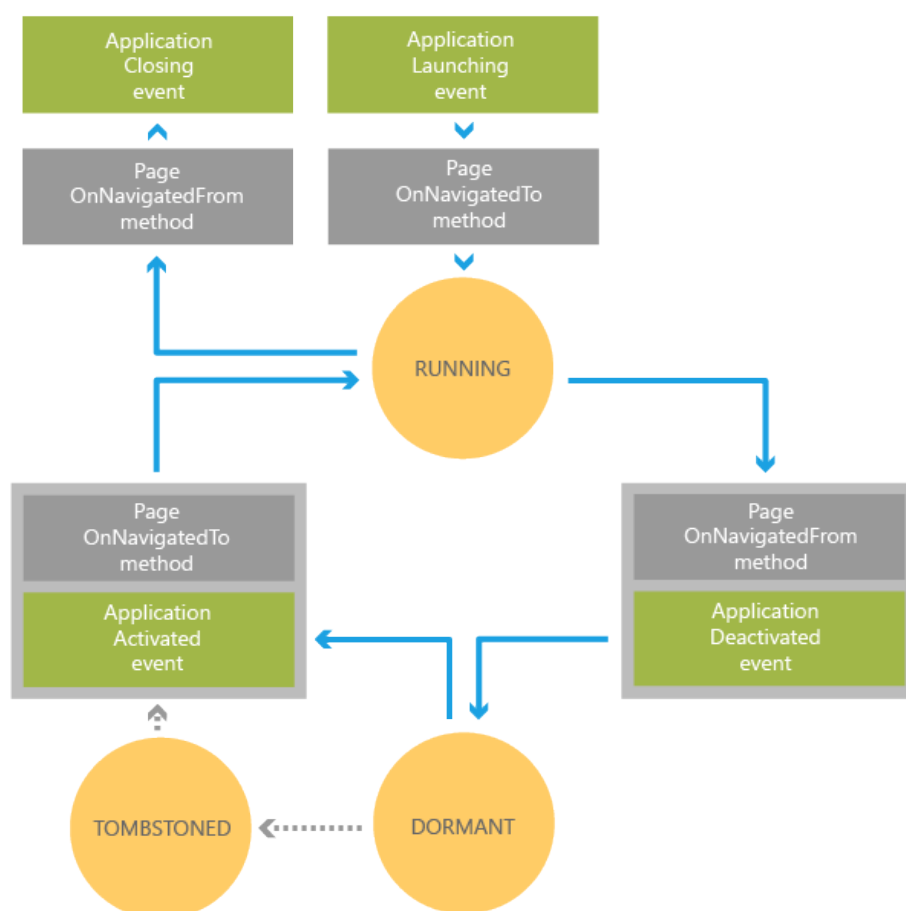 Application
Closing
event
Application
Launching
event
Page
OnNavigatedFrom
method
Page
OnNavigatedTo
method
RUNNING
Page
OnNavigatedTo
method
Application
Activated
event
Page
OnNavigatedFrom
method
Application
Deactivated
event
TOMBSTONED
DORMANT